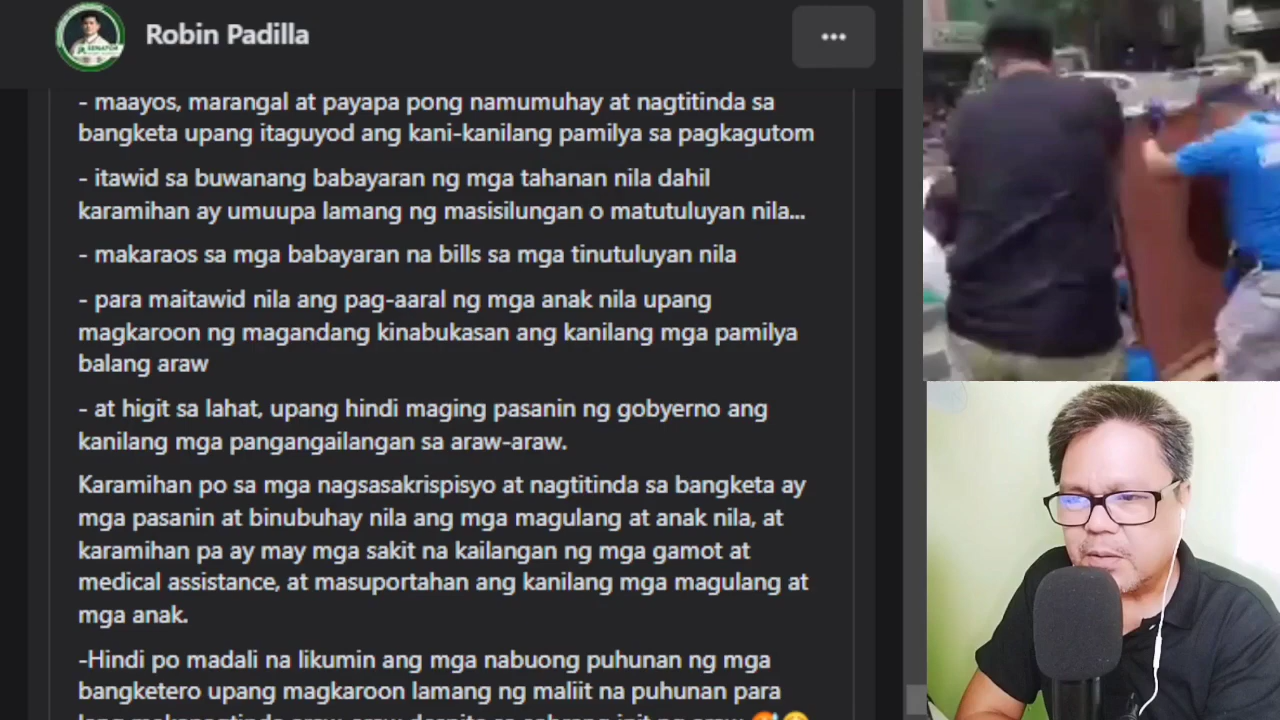 Robin Padilla
SENATOR
- maayos, marangal at payapa pong namumuhay at nagtitinda sa
bangketa upang itaguyod ang kani-kanilang pamilya sa pagkagutom
- itawid sa buwanang babayaran ng mga tahanan nila dahil
karamihan ay umuupa lamang ng masisilungan o matutuluyan nila...
- makaraos sa mga babayaran na bills sa mga tinutuluyan nila
- para maitawid nila ang pag-aaral ng mga anak nila upang
magkaroon ng magandang kinabukasan ang kanilang mga pamilya
balang araw
- at higit sa lahat, upang hindi maging pasanin ng gobyerno ang
kanilang mga pangangailangan sa araw-araw.
Karamihan po sa mga nagsasakrispisyo at nagtitinda sa bangketa ay
mga pasanin at binubuhay nila ang mga magulang at anak nila, at
karamihan pa ay may mga sakit na kailangan ng mga gamot at
medical assistance, at masuportahan ang kanilang mga magulang at
mga anak.
-Hindi po madali na likumin ang mga nabuong puhunan ng mga
bangketero upang magkaroon lamang ng maliit na puhunan para